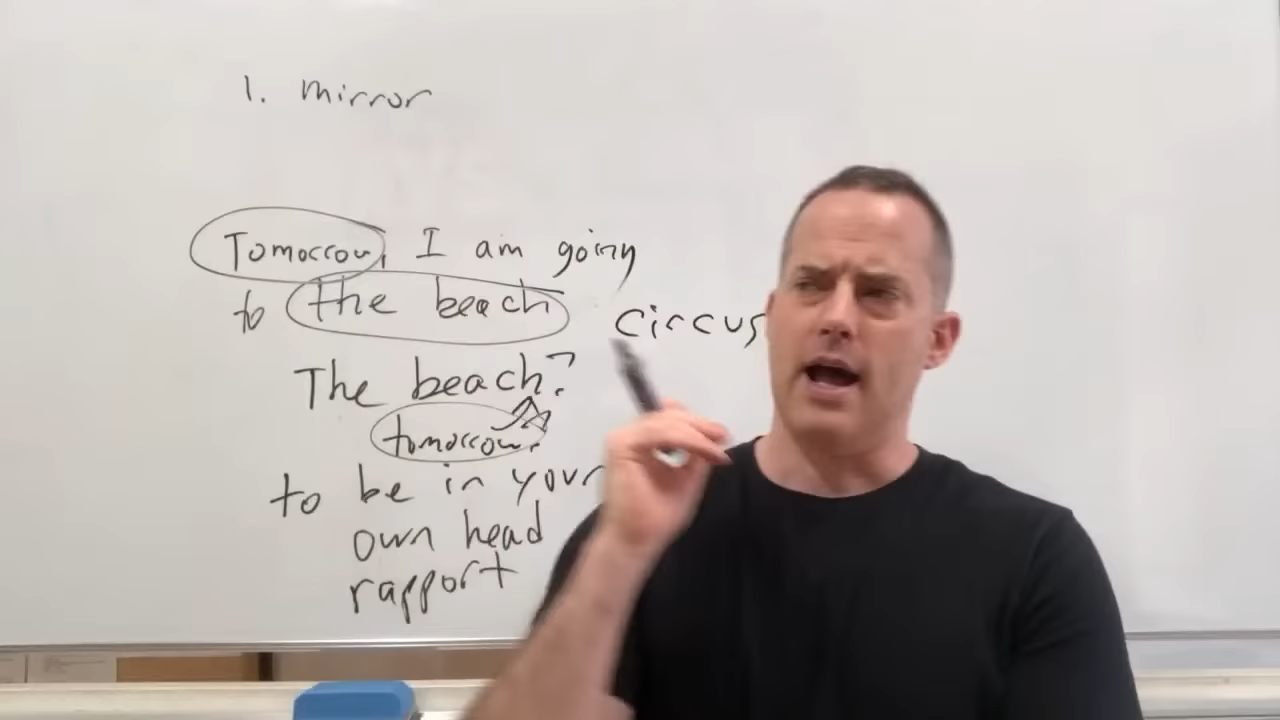 1. mirror
Tomorrow, I am going
to the beach
circus
The beach?
tomorrow.
to be in your
own head
rapport